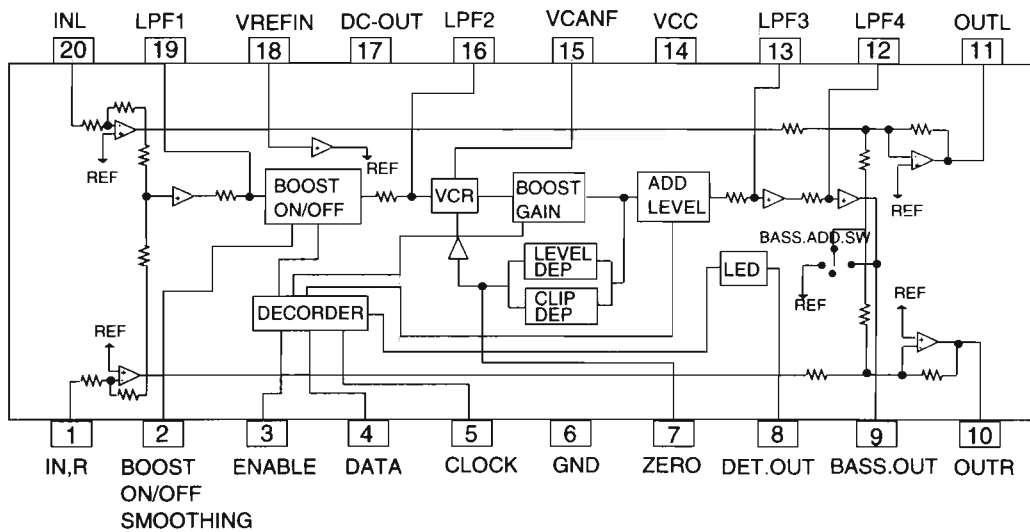 INL LPF1 VREFIN DC-OUT LPF2 VCANF VCC LPF3 LPF4 OUTL
20 19 18 17 16 15 14 13 12 11
REF
REF
REF
BOOST
ON/OFF
VCR
BOOST
GAIN
ADD
LEVEL
BASS.ADD.SW
LEVEL
DEP
LED
CLIP
DEP
DECORDER
REF
REF
REF
1 2 3 4 5 6 7 8 9 10
IN,R BOOST ENABLE DATA CLOCK GND ZERO DET.OUT BASS.OUT OUTR
ON/OFF
SMOOTHING